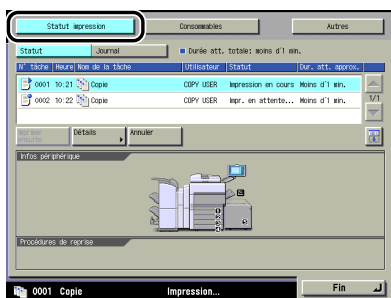 Statut impression Consommables Autres
Statut Journal Durée att. totale: moins d'1 min.
N° tâche Heure Nom de la tâche Utilisateur Statut Dur. att. approx.
0001 10:21 Copie COPY USER Impression en cours Moins d'1 min.
0002 10:22 Copie COPY USER Impr. en attente... Moins d'1 min.
1/1
Imprimer ensuite Détails Annuler
Infos périphérique
Procédures de reprise
0001 Copie Impression... Fin